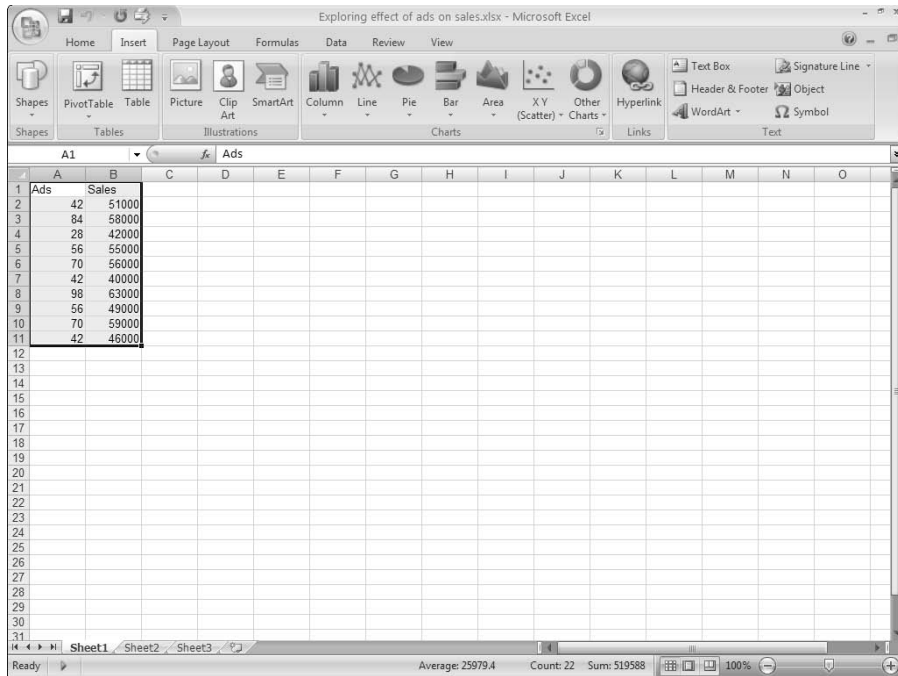 Exploring effect of ads on sales.xlsx - Microsoft Excel
Home Insert Page Layout Formulas Data Review View
Shapes PivotTable Table Picture Clip Art SmartArt Column Line Pie Bar Area X Y (Scatter) Other Charts Hyperlink Text Box Header & Footer WordArt Signature Line Object Symbol
Shapes Tables Illustrations Charts Links Text
A1 fx Ads
A B C D E F G H I J K L M N O
1 Ads Sales
2 42 51000
3 84 58000
4 28 42000
5 56 55000
6 70 56000
7 42 40000
8 98 63000
9 56 49000
10 70 59000
11 42 46000
12
13
14
15
16
17
18
19
20
21
22
23
24
25
26
27
28
29
30
31
Sheet1 Sheet2 Sheet3
Ready Average: 25979.4 Count: 22 Sum: 519588 100%